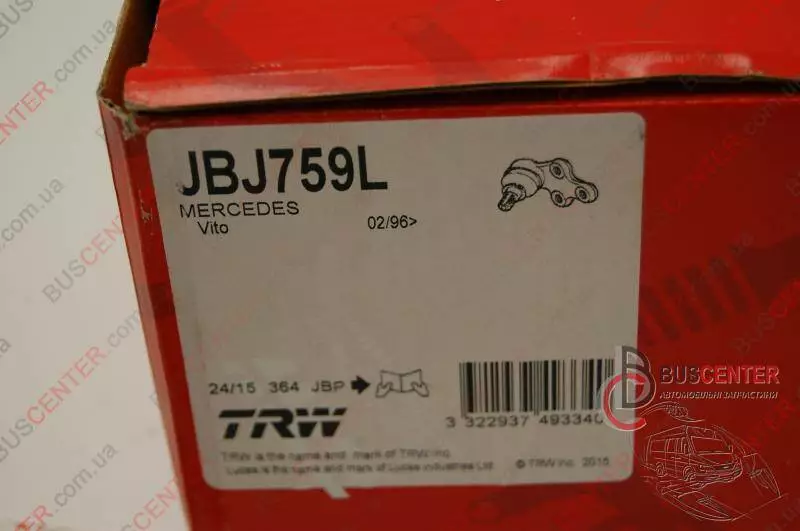 JBJ759L
MERCEDES
Vito 02/96>
24/15 364 JBP
3 322937 493340
TRW
TRW is the name and mark of TRW Inc.
Lucas is the name and mark of Lucas Industries Ltd
© TRW Inc. 2015
BUSCENTER
АВТОМОБІЛЬНІ ЗАПЧАСТИНИ
BUSCENTER.com.ua